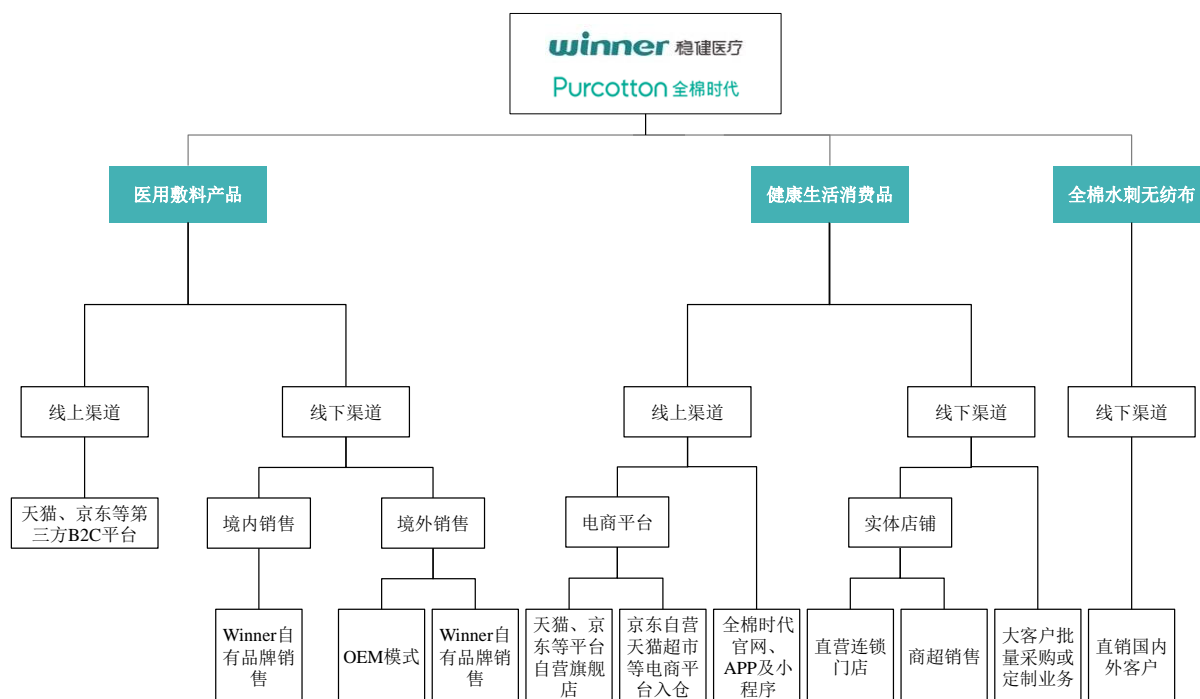 winner 稳健医疗
Purcotton 全棉时代
医用敷料产品
健康生活消费品
全棉水刺无纺布
线上渠道
线下渠道
线上渠道
线下渠道
线下渠道
天猫、京东等第
三方B2C平台
境内销售
境外销售
电商平台
实体店铺
Winner自
有品牌销
售
OEM模式
Winner自
有品牌销
售
天猫、京
东等平台
自营旗舰
店
京东自营
天猫超市
等电商平
台入仓
全棉时代
官网、
APP及小
程序
直营连锁
门店
商超销售
大客户批
量采购或
定制业务
直销国内
外客户